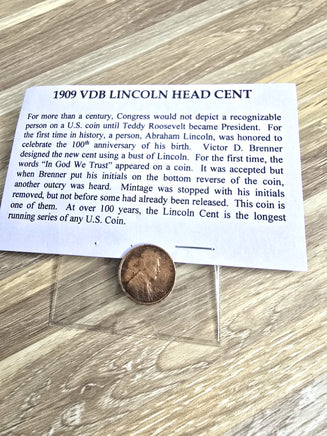 1909 VDB LINCOLN HEAD CENT
For more than a century, Congress would not depict a recognizable
person on a U.S. coin until Teddy Roosevelt became President. For
the first time in history, a person, Abraham Lincoln, was honored to
celebrate the 100th anniversary of his birth. Victor D. Brenner
designed the new cent using a bust of Lincoln. For the first time, the
words "In God We Trust" appeared on a coin. It was accepted but
when Brenner put his initials on the bottom reverse of the coin,
another outcry was heard. Mintage was stopped with his initials
removed, but not before some had already been released. This coin is
one of them. At over 100 years, the Lincoln Cent is the longest
running series of any U.S. Coin.